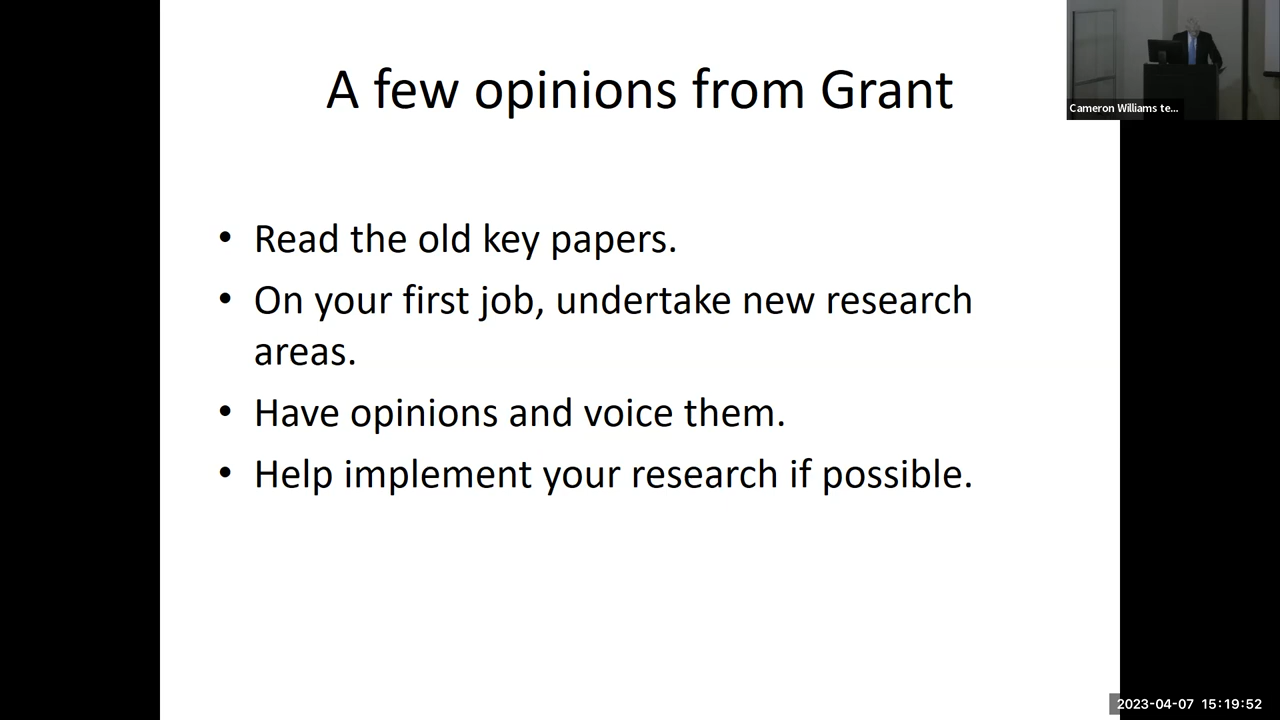 A few opinions from Grant
• Read the old key papers.
• On your first job, undertake new research
areas.
• Have opinions and voice them.
• Help implement your research if possible.
Cameron Williams te...
2023-04-07 15:19:52